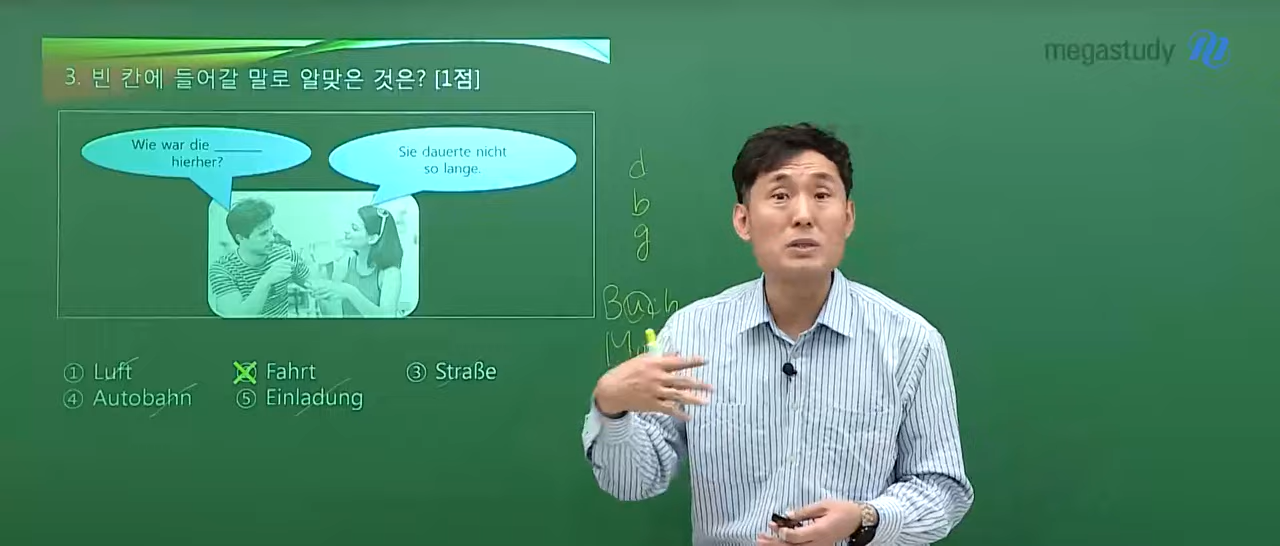 megastudy
3. 빈 칸에 들어갈 말로 알맞은 것은? [1점]
Wie war die ______
hierher?
Sie dauerte nicht
so lange.
① Luft
② Fahrt
③ Straße
④ Autobahn
⑤ Einladung
d
b
g
Buch